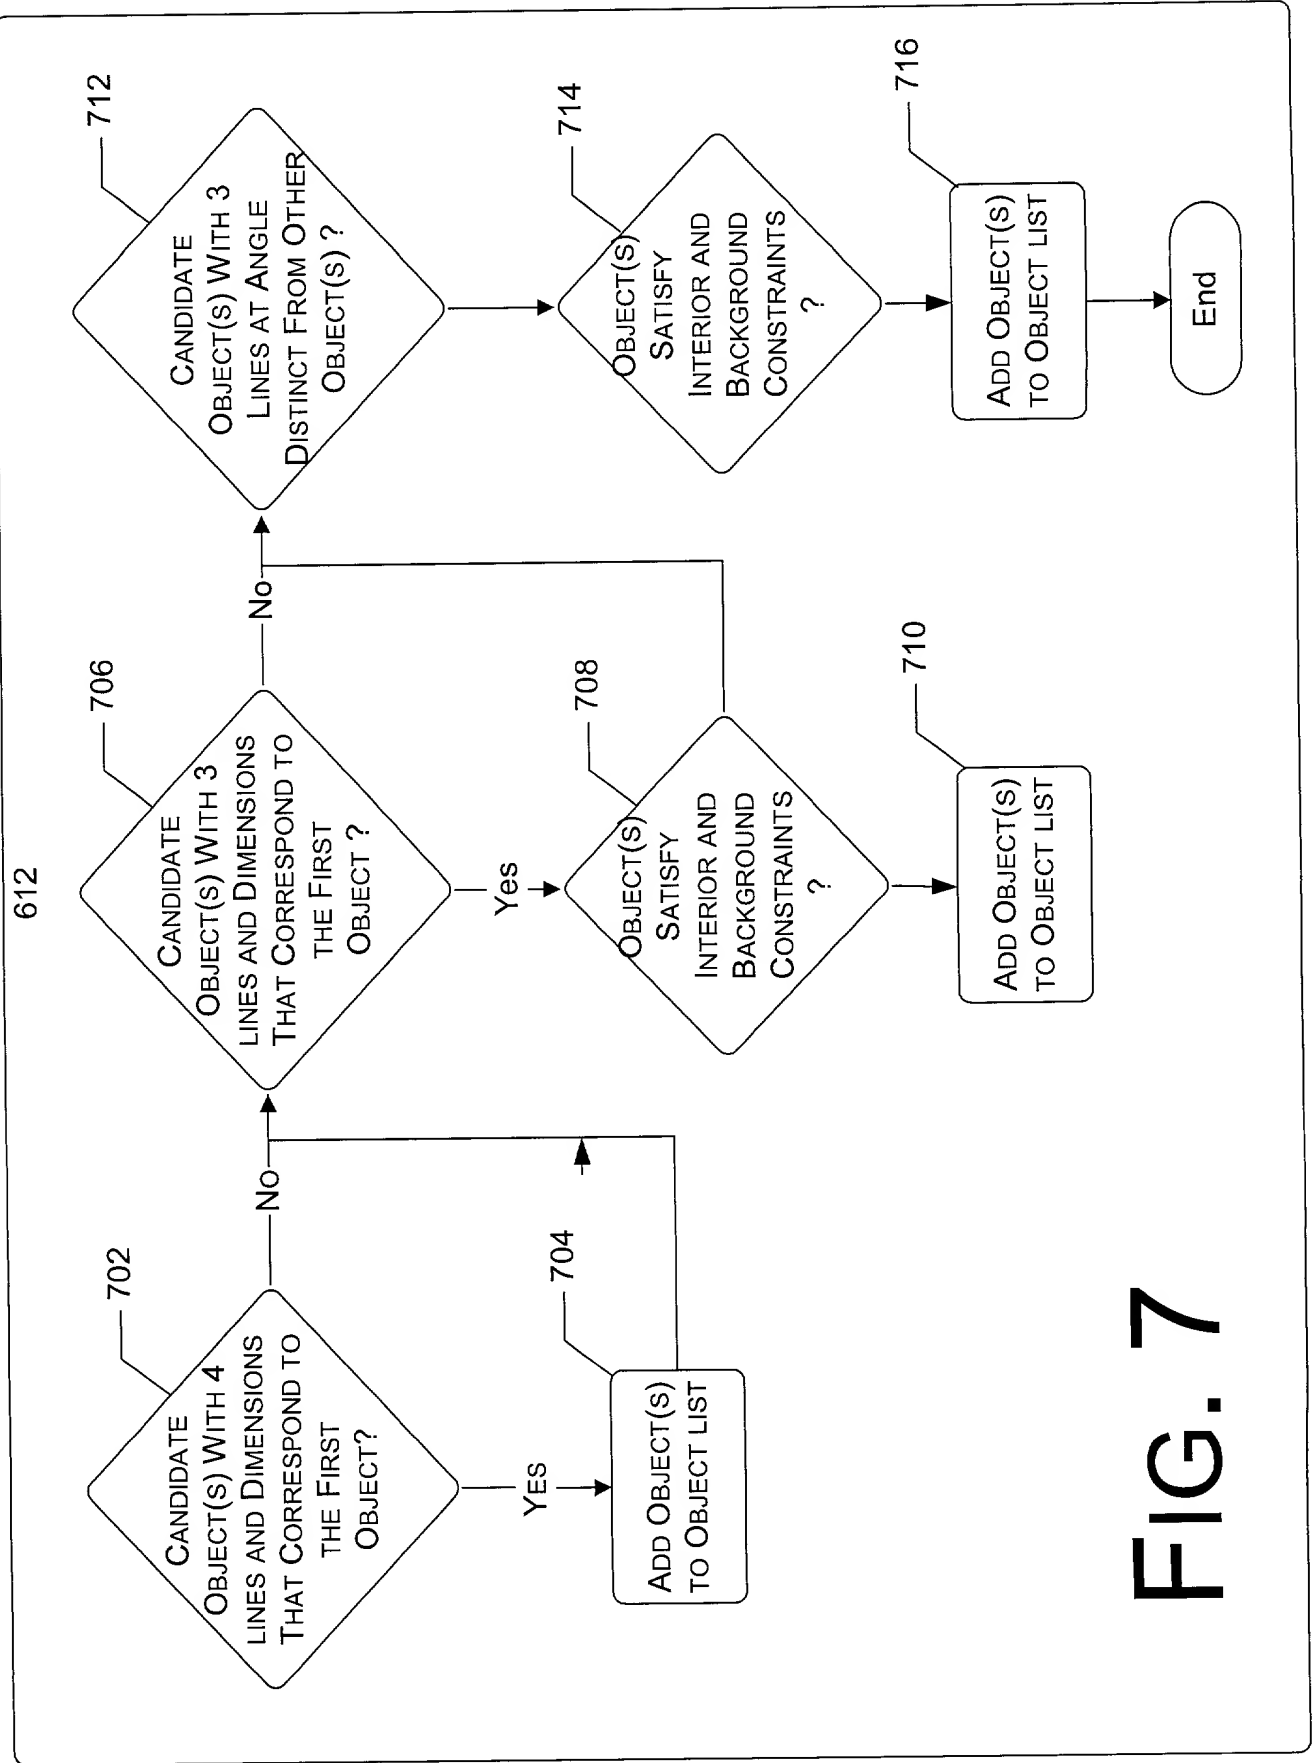 612
702
CANDIDATE
OBJECT(S) WITH 4
LINES AND DIMENSIONS
THAT CORRESPOND TO
THE FIRST
OBJECT?
No
YES
704
ADD OBJECT(S)
TO OBJECT LIST
706
CANDIDATE
OBJECT(S) WITH 3
LINES AND DIMENSIONS
THAT CORRESPOND TO
THE FIRST
OBJECT ?
No
Yes
708
OBJECT(S)
SATISFY
INTERIOR AND
BACKGROUND
CONSTRAINTS
?
710
ADD OBJECT(S)
TO OBJECT LIST
712
CANDIDATE
OBJECT(S) WITH 3
LINES AT ANGLE
DISTINCT FROM OTHER
OBJECT(S) ?
714
OBJECT(S)
SATISFY
INTERIOR AND
BACKGROUND
CONSTRAINTS
?
716
ADD OBJECT(S)
TO OBJECT LIST
End
FIG. 7